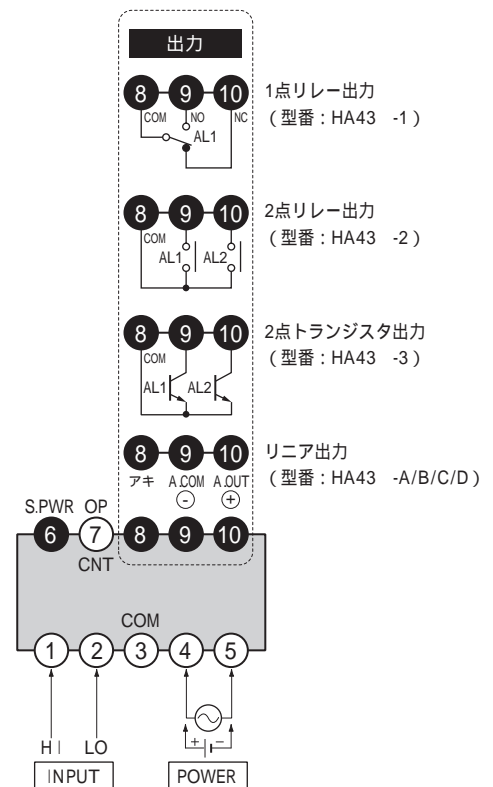 出力
8 9 10
1点リレー出力
COM NO NC
AL1
(型番:HA43 -1)
8 9 10
2点リレー出力
COM
(型番:HA43 -2)
AL1 AL2
8 9 10
2点トランジスタ出力
COM
(型番:HA43 -3)
AL1 AL2
8 9 10
リニア出力
アキ A.COM A.OUT
(型番:HA43 -A/B/C/D)
- +
S.PWR OP
6 7 8 9 10
CNT
COM
1 2 3 4 5
+ -
HI LO
INPUT POWER